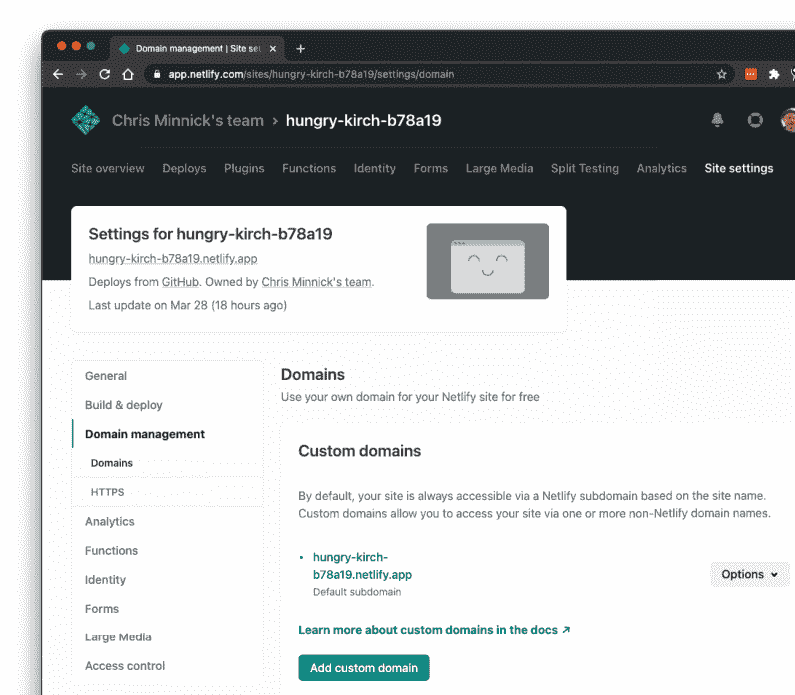 Domain management | Site set
app.netlify.com/sites/hungry-kirch-b78a19/settings/domain
Chris Minnick's team > hungry-kirch-b78a19
Site overview Deploys Plugins Functions Identity Forms Large Media Split Testing Analytics Site settings
Settings for hungry-kirch-b78a19
hungry-kirch-b78a19.netlify.app
Deploys from GitHub. Owned by Chris Minnick's team.
Last update on Mar 28 (18 hours ago)
General
Build & deploy
Domain management
Domains
HTTPS
Analytics
Functions
Identity
Forms
Large Media
Access control
Domains
Use your own domain for your Netlify site for free
Custom domains
By default, your site is always accessible via a Netlify subdomain based on the site name.
Custom domains allow you to access your site via one or more non-Netlify domain names.
• hungry-kirch-
b78a19.netlify.app
Default subdomain
Options
Learn more about custom domains in the docs ↗
Add custom domain